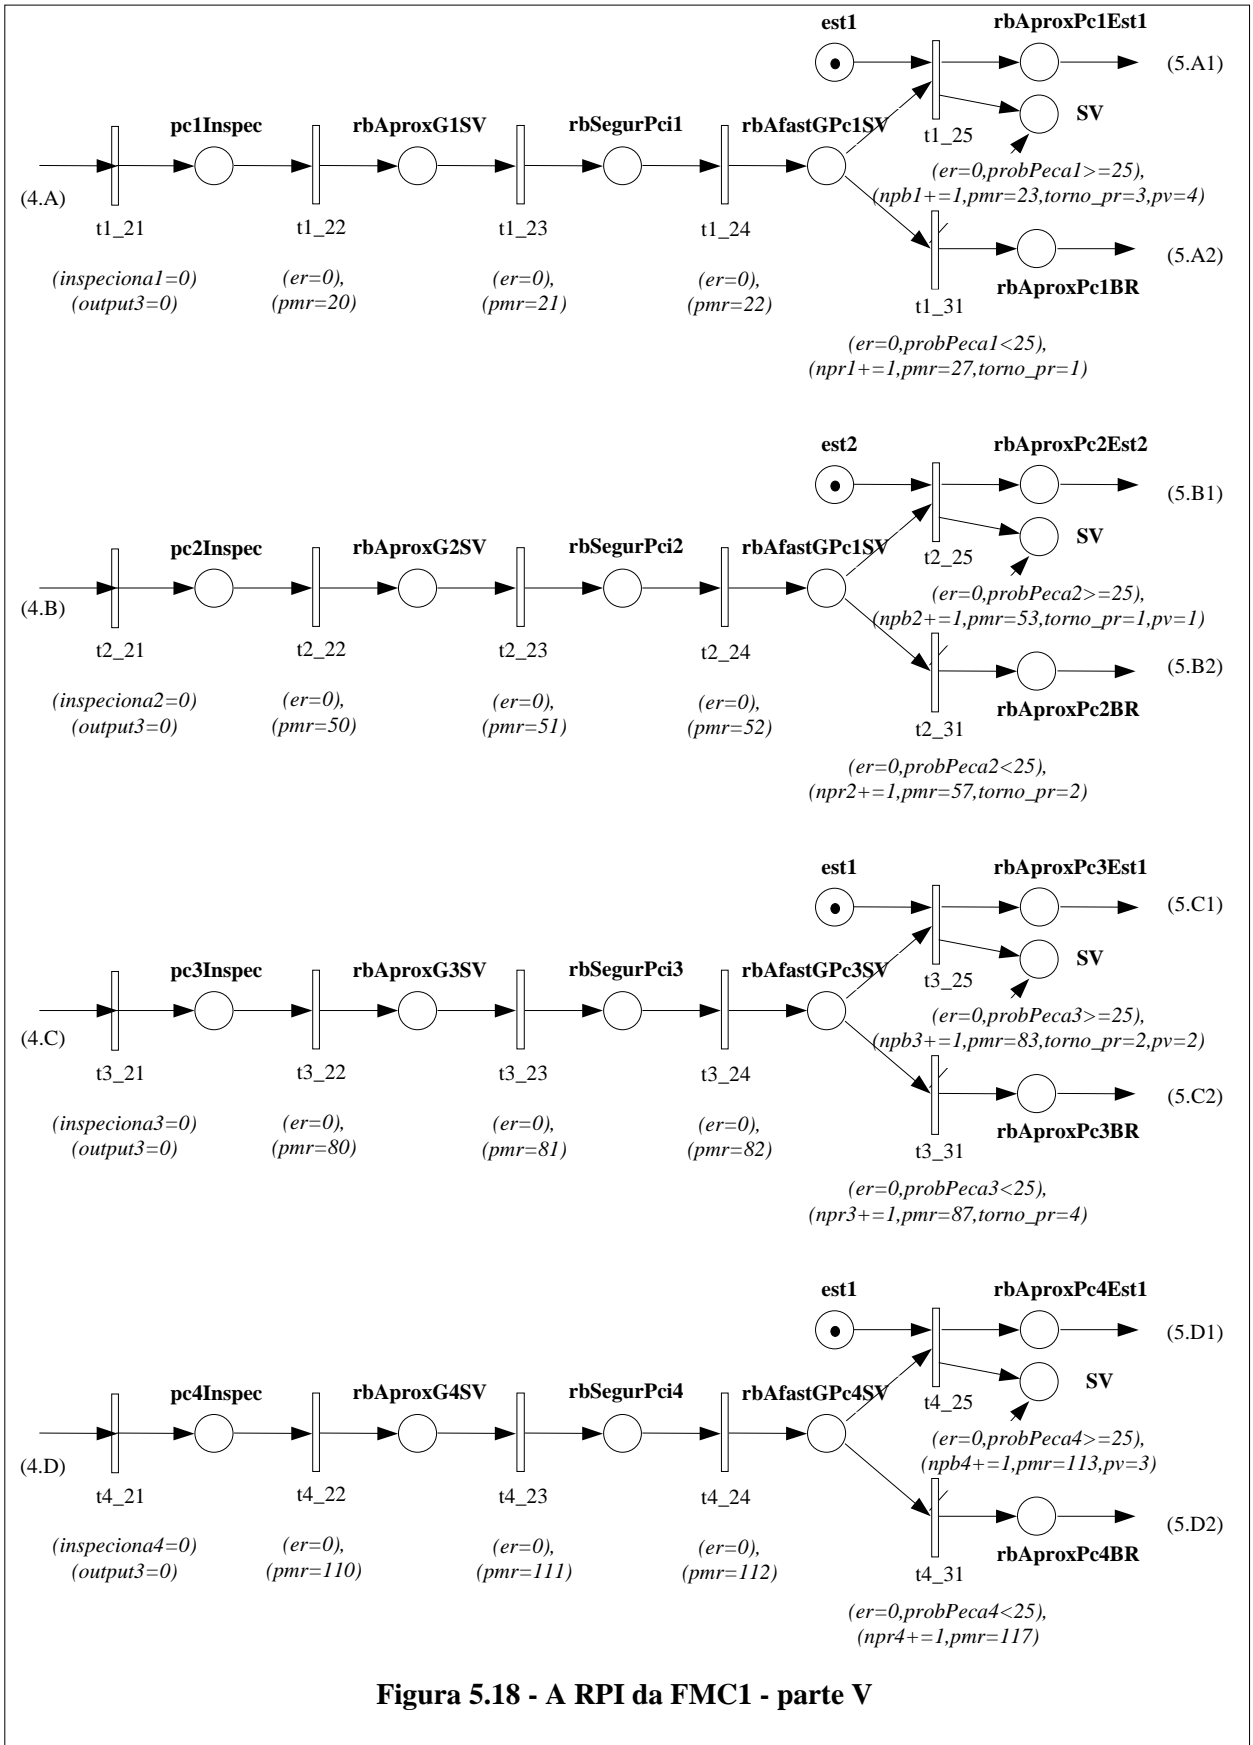 est1
rbAproxPc1Est1
(5.A1)
SV
pc1Inspec
rbAproxG1SV
rbSegurPci1
rbAfastGPc1SV
t1_25
(er=0,probPeca1>=25),
(npb1+=1,pmr=23,torno_pr=3,pv=4)
(4.A)
t1_21
t1_22
t1_23
t1_24
(5.A2)
(inspeciona1=0)
(output3=0)
(er=0),
(pmr=20)
(er=0),
(pmr=21)
(er=0),
(pmr=22)
rbAproxPc1BR
t1_31
(er=0,probPeca1<25),
(npr1+=1,pmr=27,torno_pr=1)
est2
rbAproxPc2Est2
(5.B1)
SV
pc2Inspec
rbAproxG2SV
rbSegurPci2
rbAfastGPc1SV
t2_25
(er=0,probPeca2>=25),
(npb2+=1,pmr=53,torno_pr=1,pv=1)
(4.B)
t2_21
t2_22
t2_23
t2_24
(5.B2)
(inspeciona2=0)
(output3=0)
(er=0),
(pmr=50)
(er=0),
(pmr=51)
(er=0),
(pmr=52)
rbAproxPc2BR
t2_31
(er=0,probPeca2<25),
(npr2+=1,pmr=57,torno_pr=2)
est1
rbAproxPc3Est1
(5.C1)
SV
pc3Inspec
rbAproxG3SV
rbSegurPci3
rbAfastGPc3SV
t3_25
(er=0,probPeca3>=25),
(npb3+=1,pmr=83,torno_pr=2,pv=2)
(4.C)
t3_21
t3_22
t3_23
t3_24
(5.C2)
(inspeciona3=0)
(output3=0)
(er=0),
(pmr=80)
(er=0),
(pmr=81)
(er=0),
(pmr=82)
rbAproxPc3BR
t3_31
(er=0,probPeca3<25),
(npr3+=1,pmr=87,torno_pr=4)
est1
rbAproxPc4Est1
(5.D1)
SV
pc4Inspec
rbAproxG4SV
rbSegurPci4
rbAfastGPc4SV
t4_25
(er=0,probPeca4>=25),
(npb4+=1,pmr=113,pv=3)
(4.D)
t4_21
t4_22
t4_23
t4_24
(5.D2)
(inspeciona4=0)
(output3=0)
(er=0),
(pmr=110)
(er=0),
(pmr=111)
(er=0),
(pmr=112)
rbAproxPc4BR
t4_31
(er=0,probPeca4<25),
(npr4+=1,pmr=117)
Figura 5.18 - A RPI da FMC1 - parte V